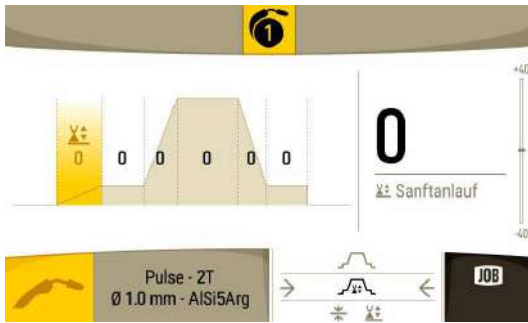 1
+40
0 0 0 0 0 0
0
Sanftanlauf
-40
Pulse - 2T
Ø 1.0 mm - AlSi5Arg
JOB